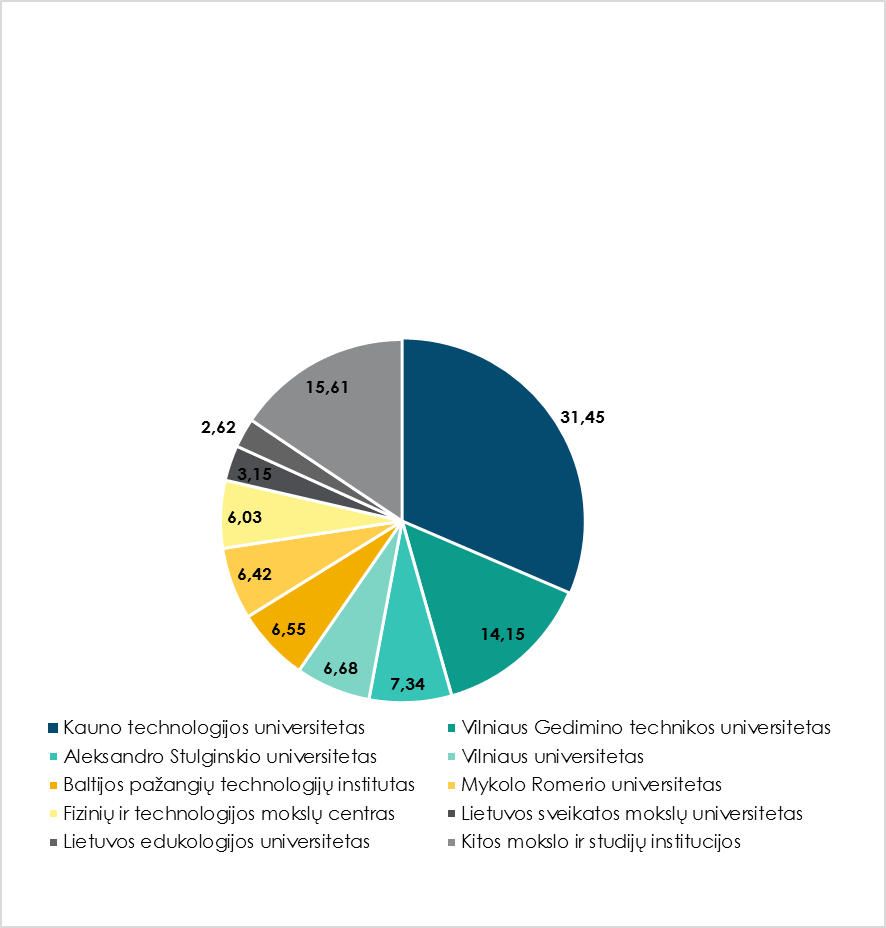 15,61
31,45
2,62
3,15
6,03
6,42
6,55
14,15
6,68
7,34
Kauno technologijos universitetas
Vilniaus Gedimino technikos universitetas
Aleksandro Stulginskio universitetas
Vilniaus universitetas
Baltijos pažangių technologijų institutas
Mykolo Romerio universitetas
Fizinių ir technologijos mokslų centras
Lietuvos sveikatos mokslų universitetas
Lietuvos edukologijos universitetas
Kitos mokslo ir studijų institucijos